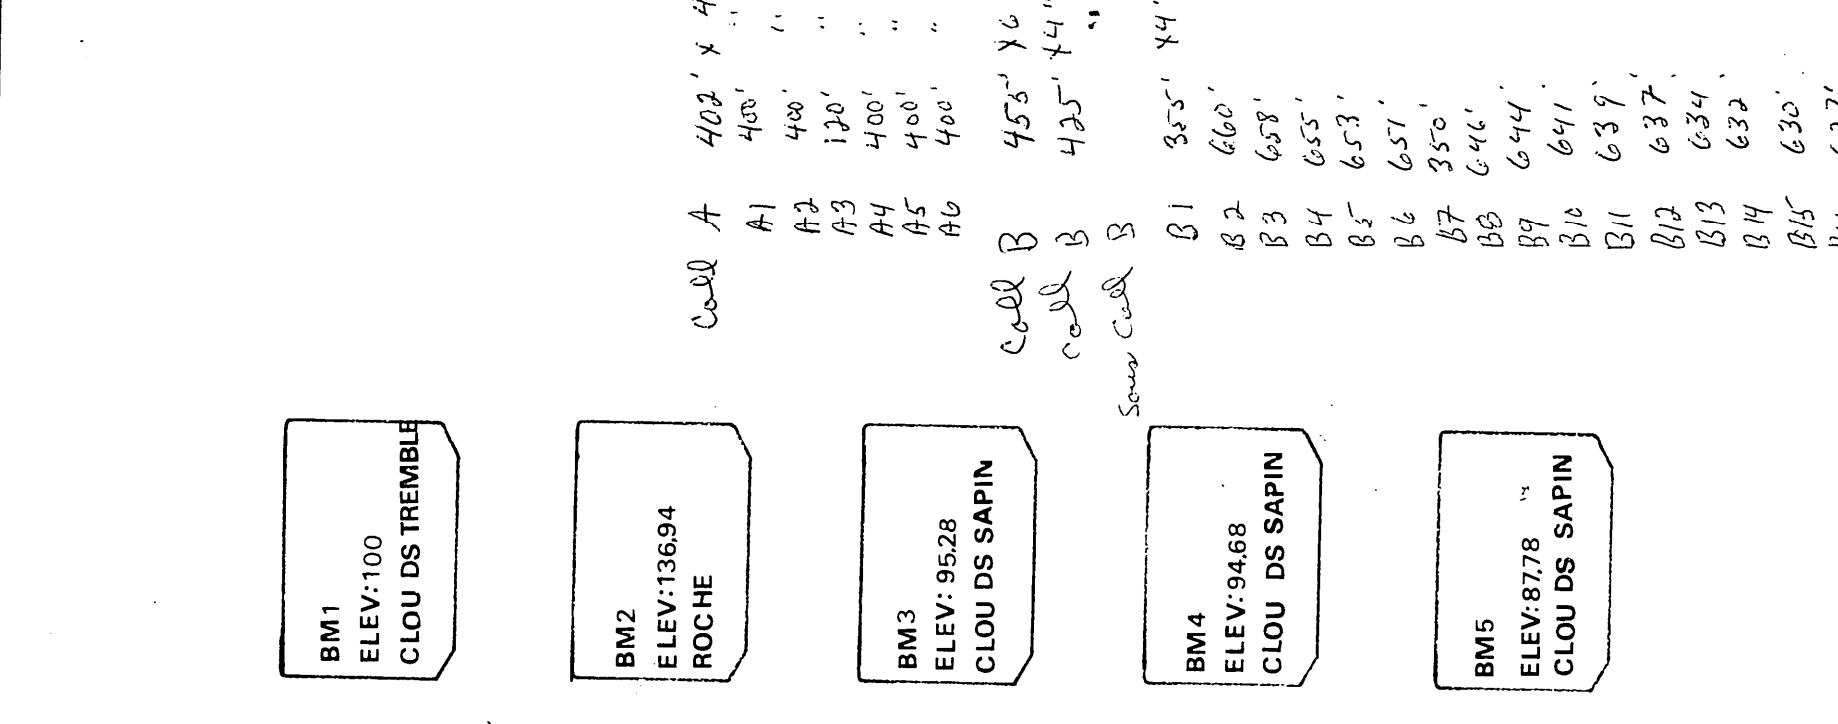 BM1
ELEV:100
CLOU DS TREMBLE
BM2
ELEV:136,94
ROCHE
BM3
ELEV:95,28
CLOU DS SAPIN
BM4
ELEV:94,68
CLOU DS SAPIN
BM5
ELEV:87,78
CLOU DS SAPIN
Coll A 402' x 4
A1 400' "
A2 400' "
A3 120' "
A4 400' "
A5 400' "
A6 400' "
Coll B 455' x 6
Coll B 425' x 4"
Sous Coll B "
B1 355' x 4'
B2 660'
B3 658'
B4 655'
B5 653'
B6 651'
B7 350'
B8 646'
B9 644'
B10 641'
B11 639'
B12 637'
B13 634'
B14 632'
B15 630'